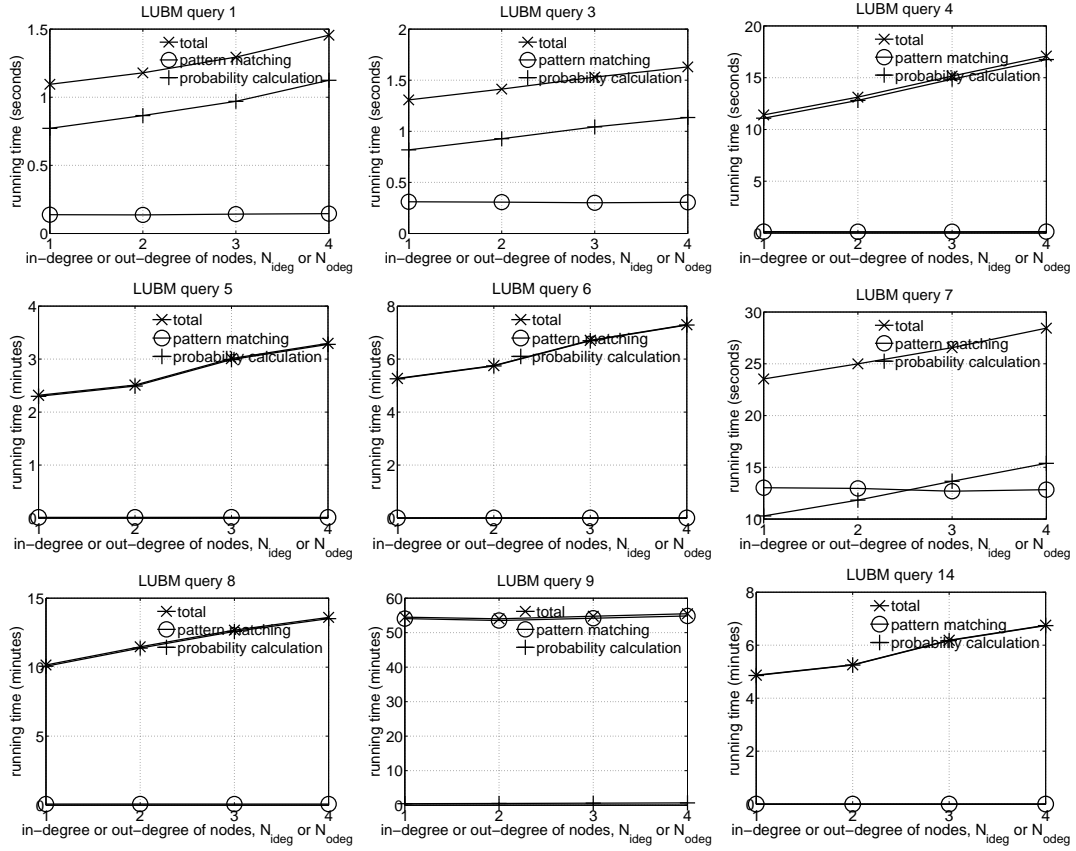 LUBM query 1
1.5
1
0.5
0
1 2 3 4
running time (seconds)
in−degree or out−degree of nodes, N_ideg or N_odeg
total
pattern matching
probability calculation
LUBM query 3
2
1.5
1
0.5
0
1 2 3 4
running time (seconds)
in−degree or out−degree of nodes, N_ideg or N_odeg
total
pattern matching
probability calculation
LUBM query 4
20
15
10
5
0
1 2 3 4
running time (seconds)
in−degree or out−degree of nodes, N_ideg or N_odeg
total
pattern matching
probability calculation
LUBM query 5
4
3
2
1
0
1 2 3 4
running time (minutes)
in−degree or out−degree of nodes, N_ideg or N_odeg
total
pattern matching
probability calculation
LUBM query 6
8
6
4
2
0
1 2 3 4
running time (minutes)
in−degree or out−degree of nodes, N_ideg or N_odeg
total
pattern matching
probability calculation
LUBM query 7
30
25
20
15
10
1 2 3 4
running time (seconds)
in−degree or out−degree of nodes, N_ideg or N_odeg
total
pattern matching
probability calculation
LUBM query 8
15
10
5
0
1 2 3 4
running time (minutes)
in−degree or out−degree of nodes, N_ideg or N_odeg
total
pattern matching
probability calculation
LUBM query 9
60
50
40
30
20
10
0
1 2 3 4
running time (minutes)
in−degree or out−degree of nodes, N_ideg or N_odeg
total
pattern matching
probability calculation
LUBM query 14
8
6
4
2
0
1 2 3 4
running time (minutes)
in−degree or out−degree of nodes, N_ideg or N_odeg
total
pattern matching
probability calculation